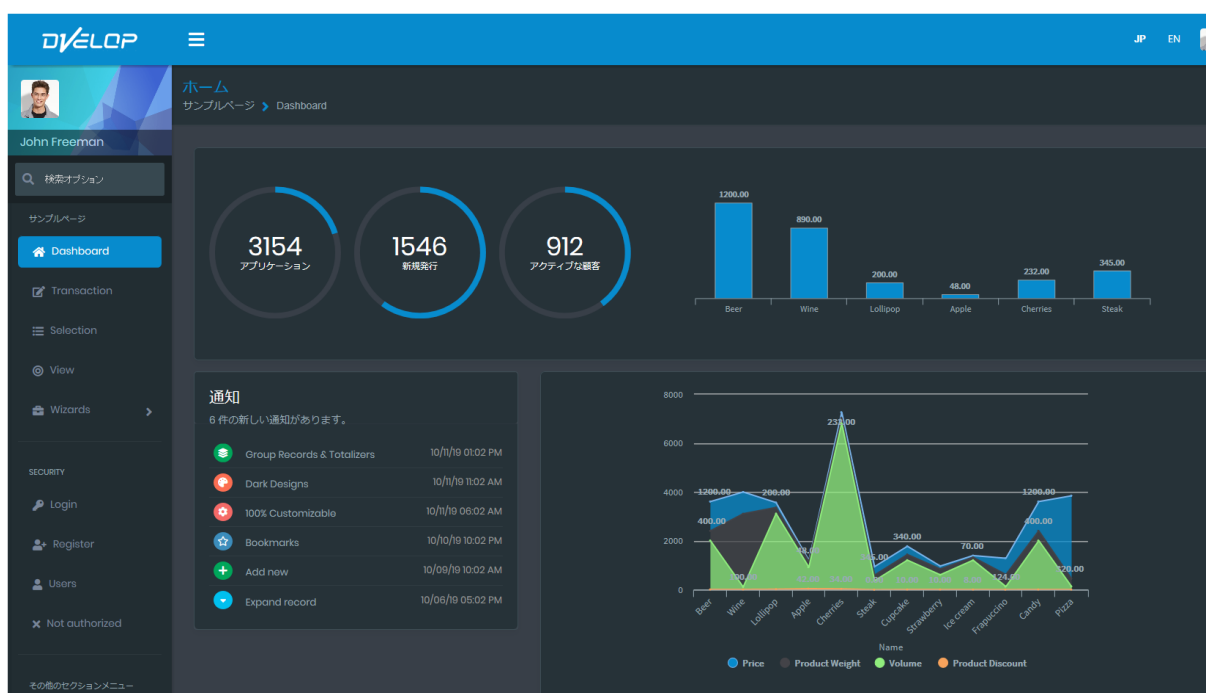 DVELOP
JP EN
John Freeman
検索オプション
サンプルページ
Dashboard
Transaction
Selection
View
Wizards
SECURITY
Login
Register
Users
Not authorized
その他のセクションメニュー
ホーム
サンプルページ Dashboard
3154
アプリケーション
1546
新規発行
912
アクティブな顧客
1200.00
890.00
200.00
48.00
232.00
345.00
Beer Wine Lollipop Apple Cherries Steak
通知
6 件の新しい通知があります。
Group Records & Totalizers 10/11/19 01:02 PM
Dark Designs 10/11/19 11:02 AM
100% Customizable 10/11/19 06:02 AM
Bookmarks 10/10/19 10:02 PM
Add new 10/09/19 10:02 AM
Expand record 10/06/19 05:02 PM
8000
6000
4000
2000
0
1200.00 200.00 1200.00
400.00 400.00
340.00
70.00
Beer Wine Lollipop Apple Cherries Steak Cupcake Strawberry Ice cream Frapuccino Candy Pizza
Name
Price Product Weight Volume Product Discount